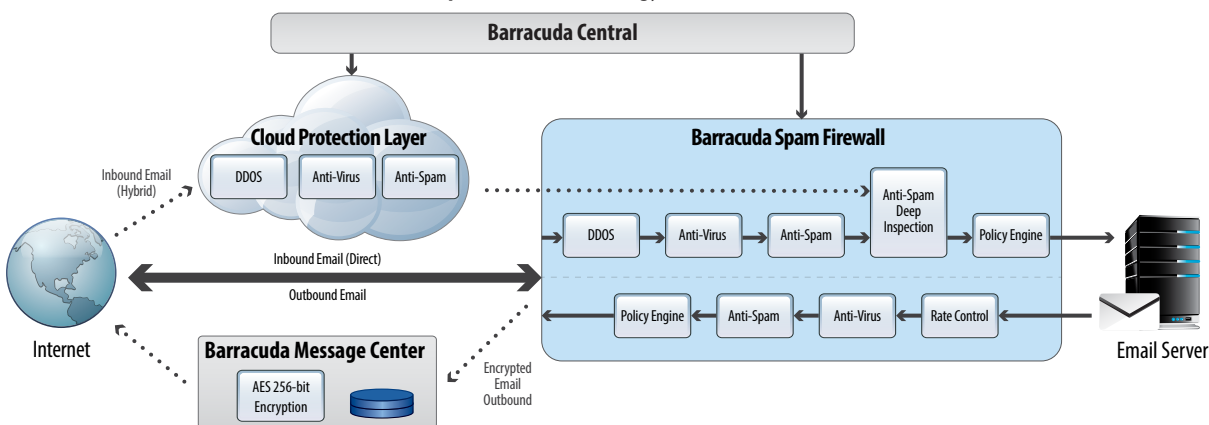 Barracuda Central
Cloud Protection Layer
DDOS
Anti-Virus
Anti-Spam
Inbound Email
(Hybrid)
Barracuda Spam Firewall
Anti-Spam
Deep
Inspection
DDOS
Anti-Virus
Anti-Spam
Policy Engine
Inbound Email (Direct)
Outbound Email
Policy Engine
Anti-Spam
Anti-Virus
Rate Control
Internet
Email Server
Barracuda Message Center
AES 256-bit
Encryption
Encrypted
Email
Outbound